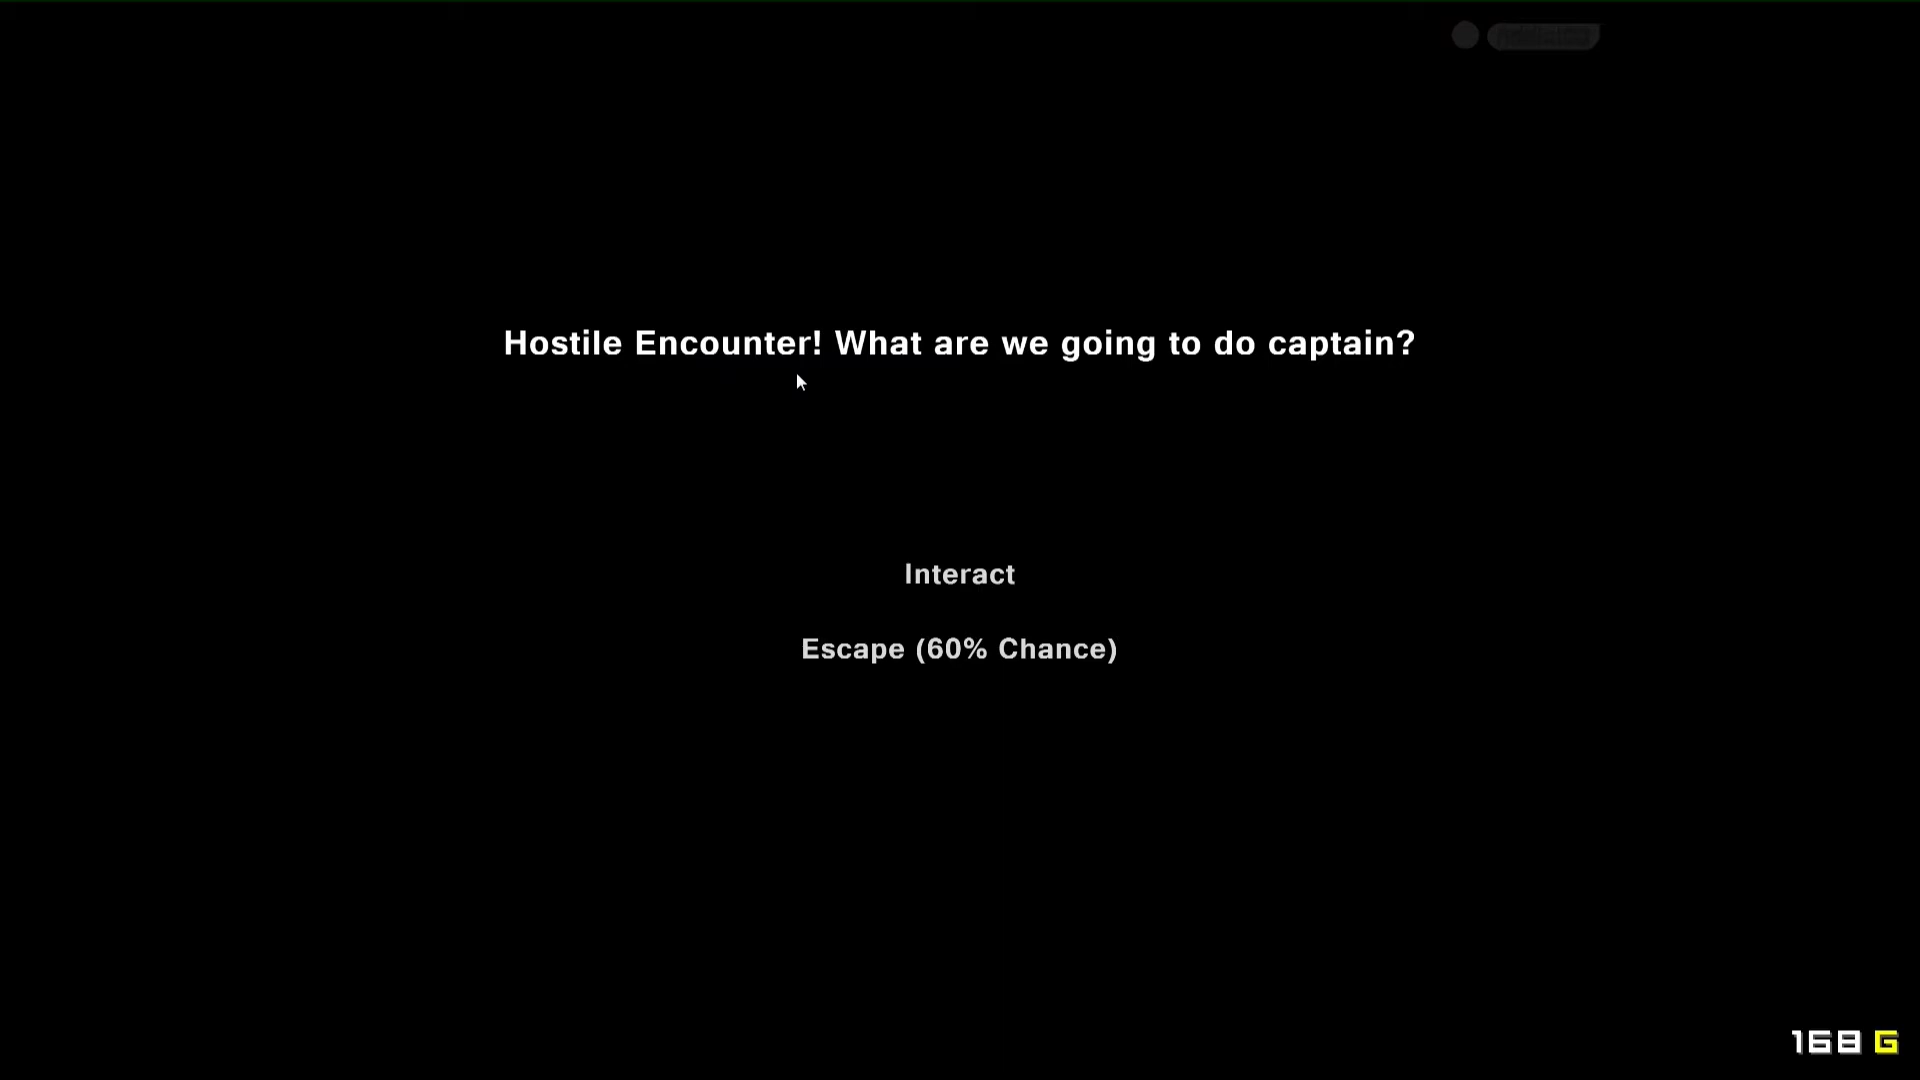 Hostile Encounter! What are we going to do captain?
Interact
Escape (60% Chance)
168 G